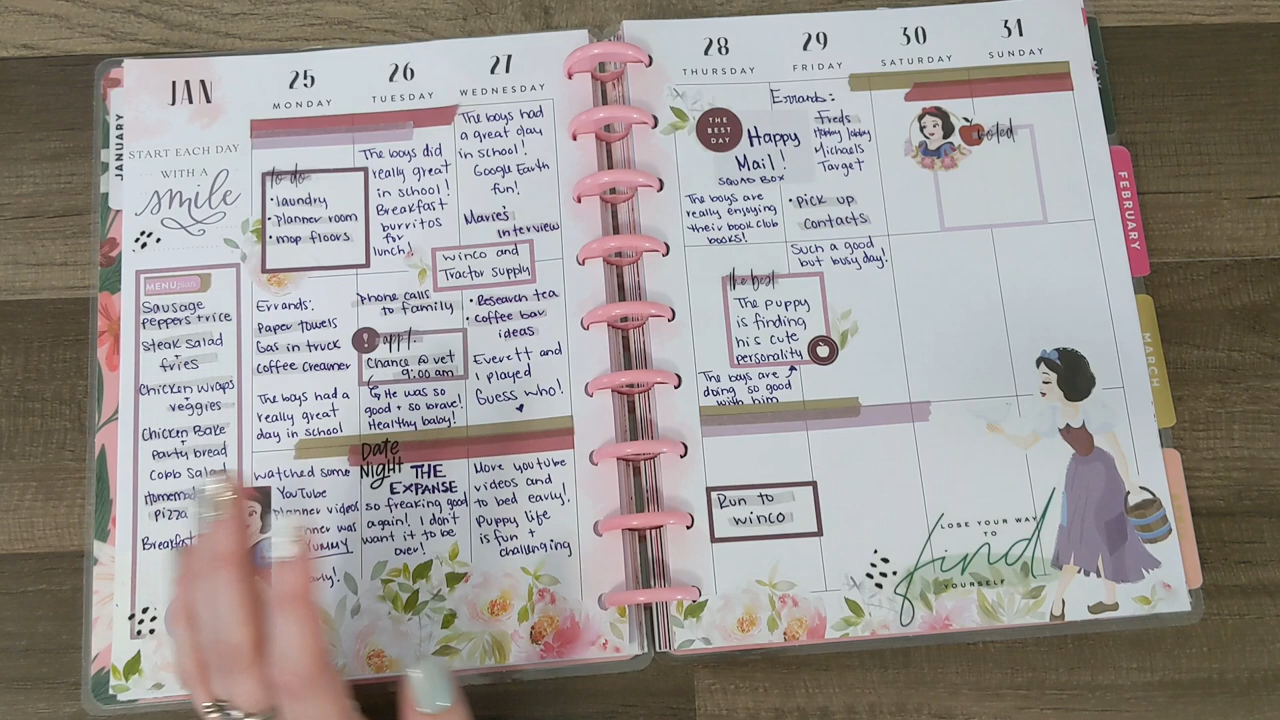 JAN
JANUARY
START EACH DAY
WITH A
smile
MENU plan
Sausage
peppers + rice
steak salad
+
fries
Chicken wraps
+
veggies
Chicken Bake
+
Party bread
Cobb Salad
Pizza
25
MONDAY
to do
• laundry
• Planner room
• mop floors
Errands:
Paper towels
Gas in truck
Coffee creamer
The boys had a
really great
day in school
watched some
YouTube
planner videos
was
YUMMY
26
TUESDAY
The boys did
really great
in school!
Breakfast
burritos
for
lunch!
Phone calls
to family
! appt.
Chance @ vet
9:00 am
He was so
good + so brave!
Healthy baby!
DATE
NIGHT
THE
EXPANSE
so freaking good
again! I don't
want it to be
over!
27
WEDNESDAY
The boys had
a great day
in school!
Google Earth
fun!
Mavie's
interview
Winco and
Tractor supply
• Research tea
• coffee bar
ideas
Everett and
I played
Guess who!
More youtube
videos and
to bed early!
Puppy life
is fun +
challenging
28
THURSDAY
THE
BEST
DAY
Happy
Mail!
SQUAD BOX
The boys are
really enjoying
their book club
books!
the best
The puppy
is finding
his cute
personality
The boys are
doing so good
with him
Run to
winco
29
FRIDAY
Errands:
Freds
Hobby lobby
Michaels
Target
• Pick up
contacts
Such a good
but busy day!
30
SATURDAY
31
SUNDAY
noted
LOSE YOUR WAY
TO
find
YOURSELF
FEBRUARY
MARCH